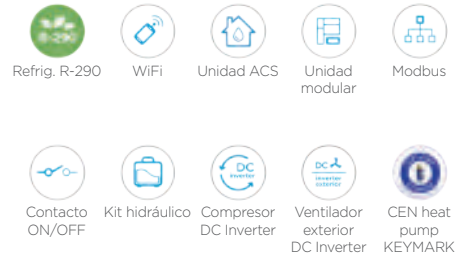 R-290
Refrig. R-290 WiFi Unidad ACS Unidad modular Modbus
DC
inverter
DC
Inverter
exterior
Contacto ON/OFF Kit hidráulico Compresor DC Inverter Ventilador exterior DC Inverter CEN heat pump KEYMARK